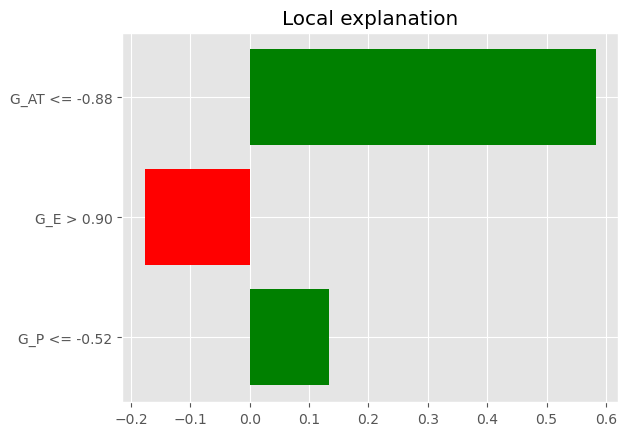 Local explanation
G_AT <= -0.88
G_E > 0.90
G_P <= -0.52
−0.2 −0.1 0.0 0.1 0.2 0.3 0.4 0.5 0.6